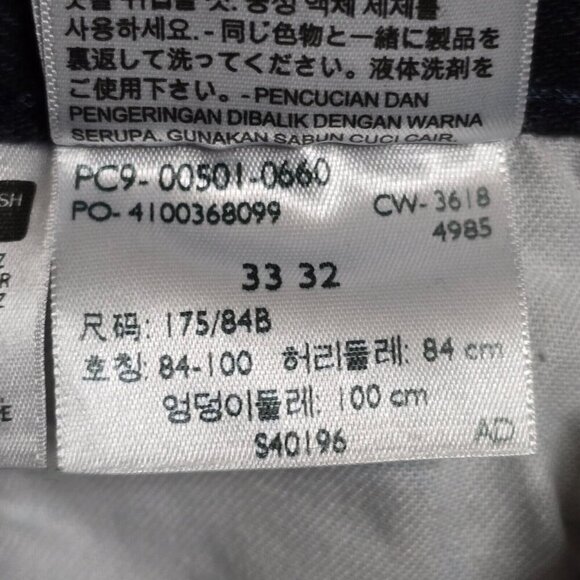 사용하세요. - 同じ色物と一緒に製品を
裏返して洗ってください。液体洗剤を
ご使用下さい。- PENCUCIAN DAN
PENGERINGAN DIBALIK DENGAN WARNA
SERUPA. GUNAKAN SABUN CUCI CAIR.
SH
PC9- 00501-0660
PO- 4100368099
CW- 3618
4985
33 32
尺码: 175/84B
호칭: 84-100 허리둘레: 84 cm
엉덩이둘레: 100 cm
S40196
AD